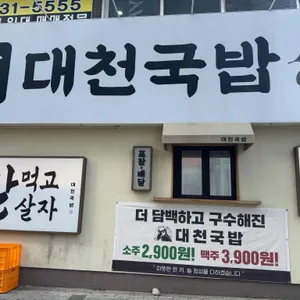 31-5555
대천국밥
대천국밥
포장·배달
먹고
살자
대천국밥
더 담백하고 구수해진
대천국밥
소주 2,900원! 맥주 3,900원!